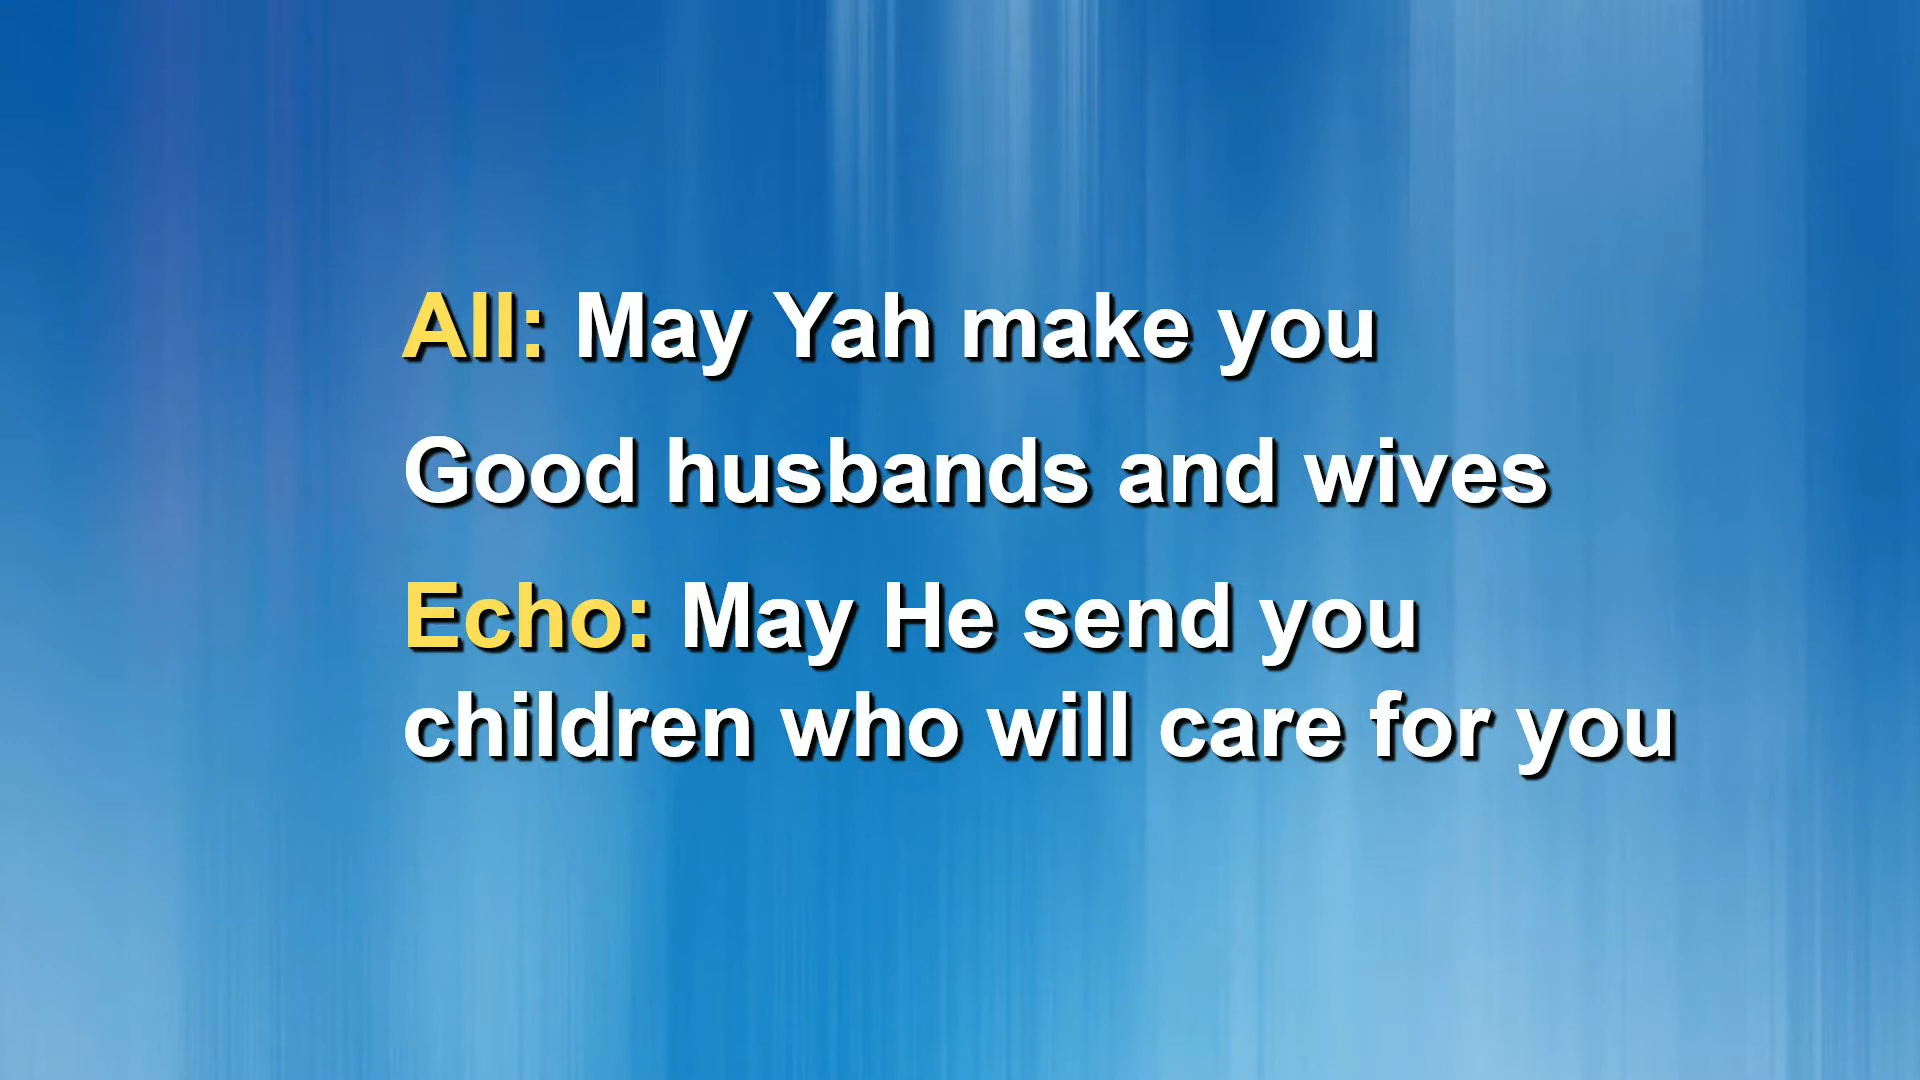 All: May Yah make you
Good husbands and wives
Echo: May He send you
children who will care for you